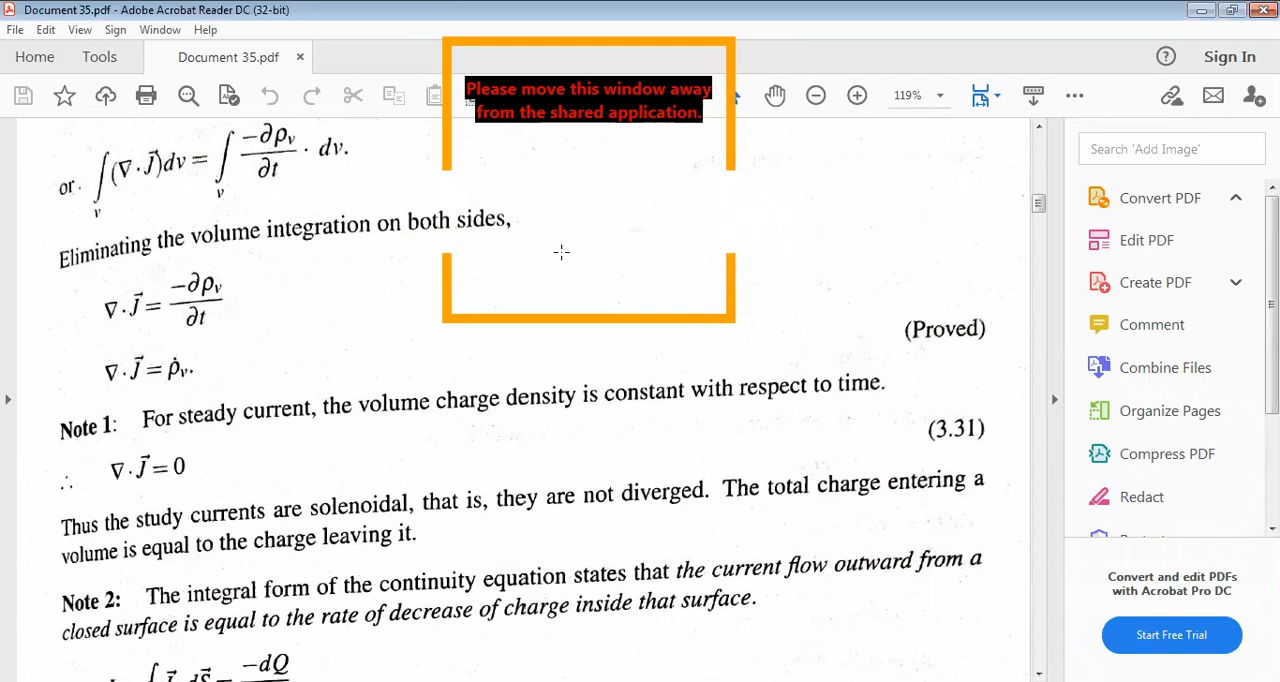 Document 35.pdf - Adobe Acrobat Reader DC (32-bit)
File Edit View Sign Window Help
Home Tools Document 35.pdf × Sign In
119%
Please move this window away
from the shared application.
or. ∫v (∇ · J⃗)dv = ∫v −∂ρv/∂t · dv.
Eliminating the volume integration on both sides,
∇ · J⃗ = −∂ρv/∂t
(Proved)
∇ · J⃗ = ρ̇v.
Note 1: For steady current, the volume charge density is constant with respect to time.
∴ ∇ · J⃗ = 0 (3.31)
Thus the study currents are solenoidal, that is, they are not diverged. The total charge entering a
volume is equal to the charge leaving it.
Note 2: The integral form of the continuity equation states that the current flow outward from a
closed surface is equal to the rate of decrease of charge inside that surface.
−dQ
Search 'Add Image'
Convert PDF
Edit PDF
Create PDF
Comment
Combine Files
Organize Pages
Compress PDF
Redact
Convert and edit PDFs
with Acrobat Pro DC
Start Free Trial